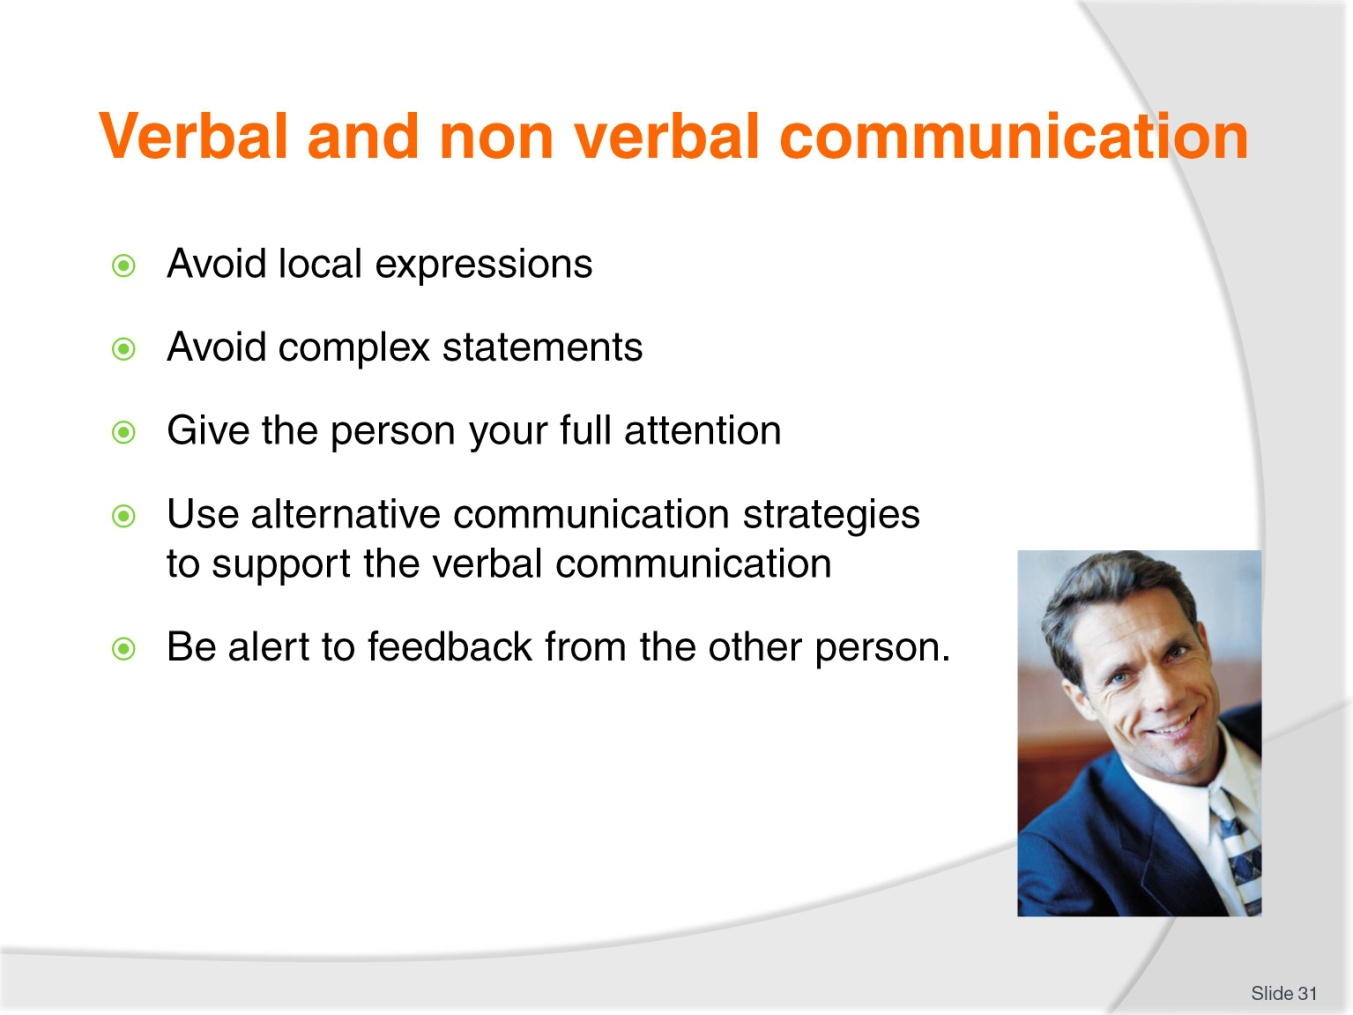 Verbal and non verbal communication
Avoid local expressions
Avoid complex statements
Give the person your full attention
Use alternative communication strategies
to support the verbal communication
Be alert to feedback from the other person.
Slide 31